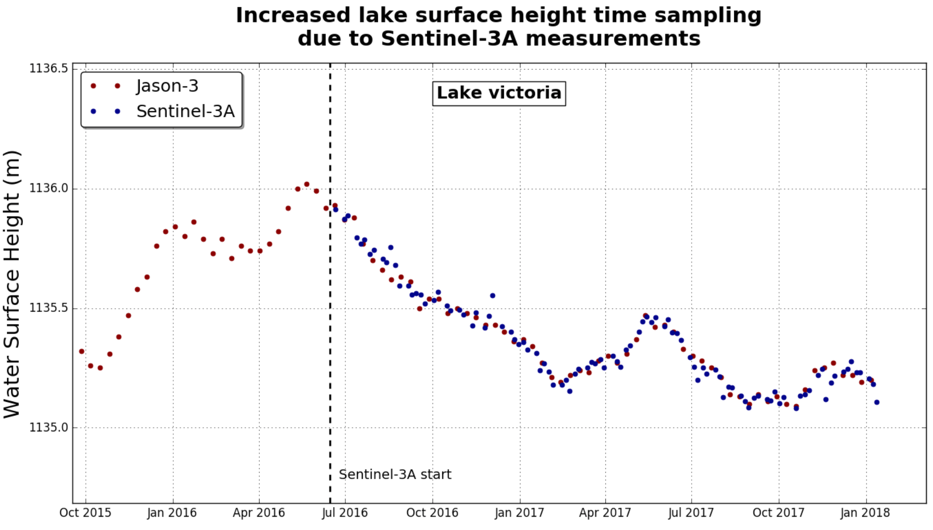 Increased lake surface height time sampling
due to Sentinel-3A measurements
1136.5
Jason-3
Sentinel-3A
Lake victoria
1136.0
1135.5
1135.0
Water Surface Height (m)
Sentinel-3A start
Oct 2015 Jan 2016 Apr 2016 Jul 2016 Oct 2016 Jan 2017 Apr 2017 Jul 2017 Oct 2017 Jan 2018